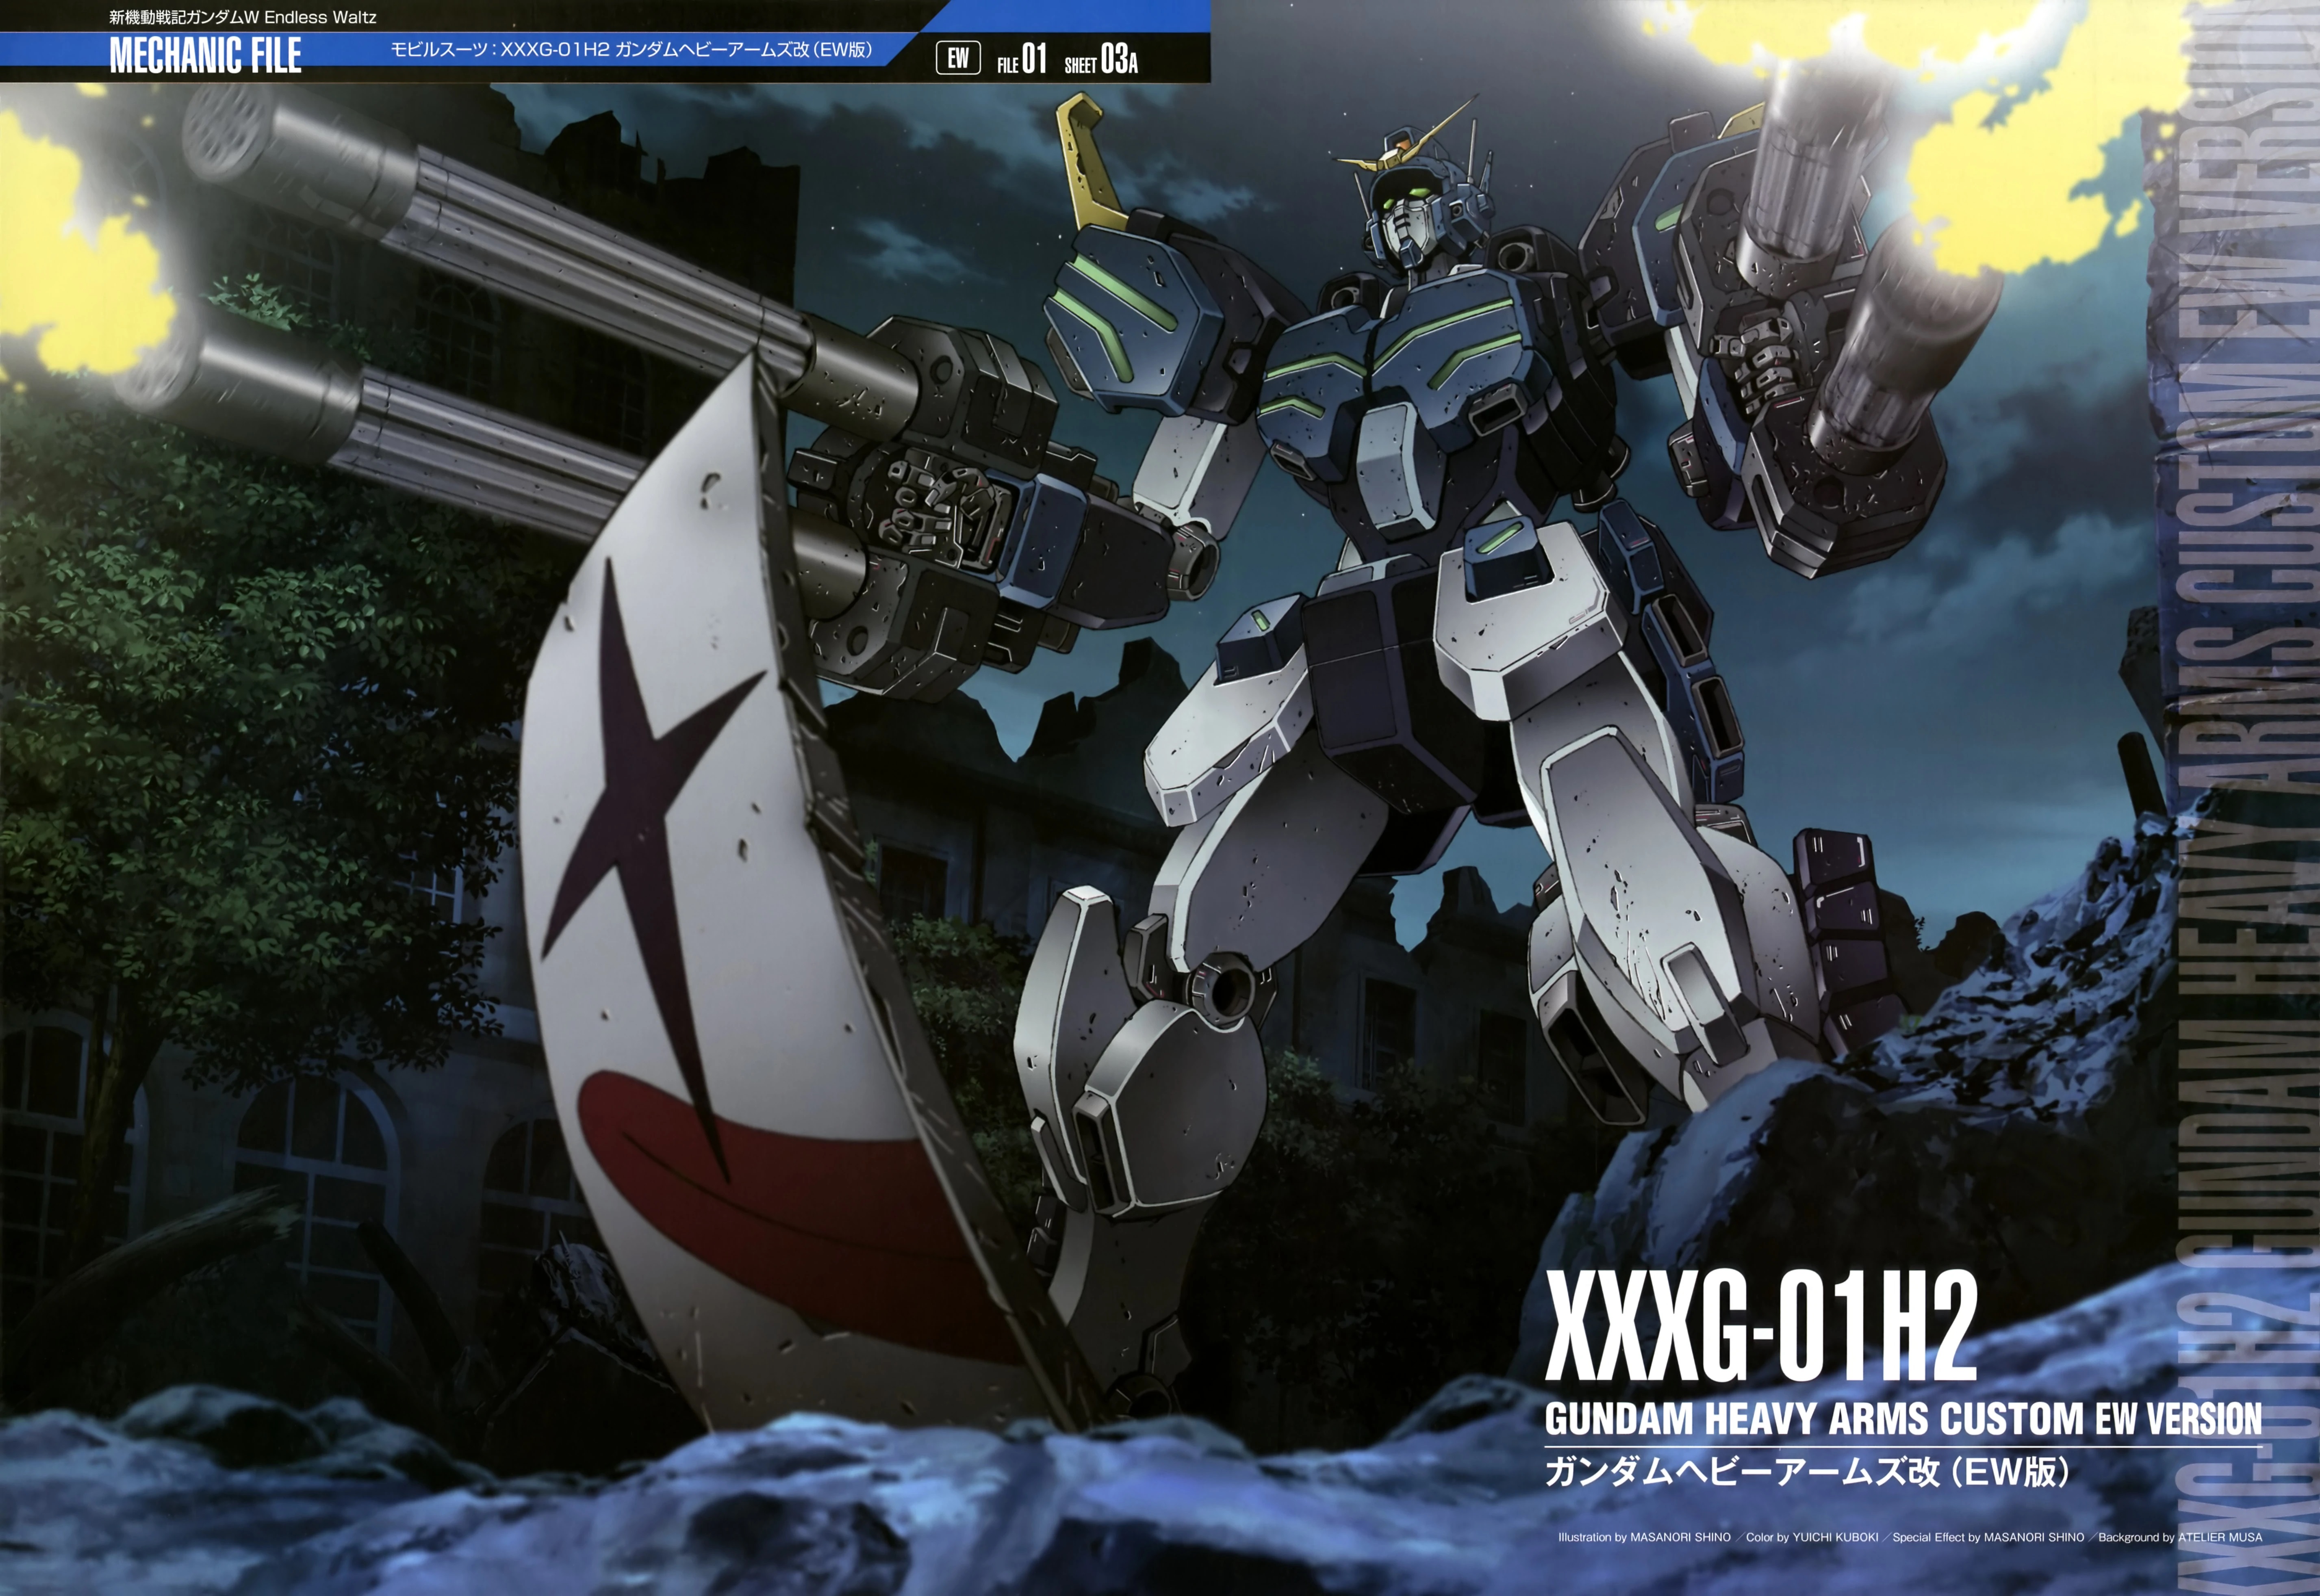 新機動戦記ガンダムW Endless Waltz
MECHANIC FILE
モビルスーツ：XXXG-01H2 ガンダムヘビーアームズ改（EW版）
EW FILE 01 SHEET 03A
XXXG-01H2 GUNDAM HEAVY ARMS CUSTOM EW VERSION
XXXG-01H2
GUNDAM HEAVY ARMS CUSTOM EW VERSION
ガンダムヘビーアームズ改（EW版）
Illustration by MASANORI SHINO ／Color by YUICHI KUBOKI ／Special Effect by MASANORI SHINO ／Background by ATELIER MUSA